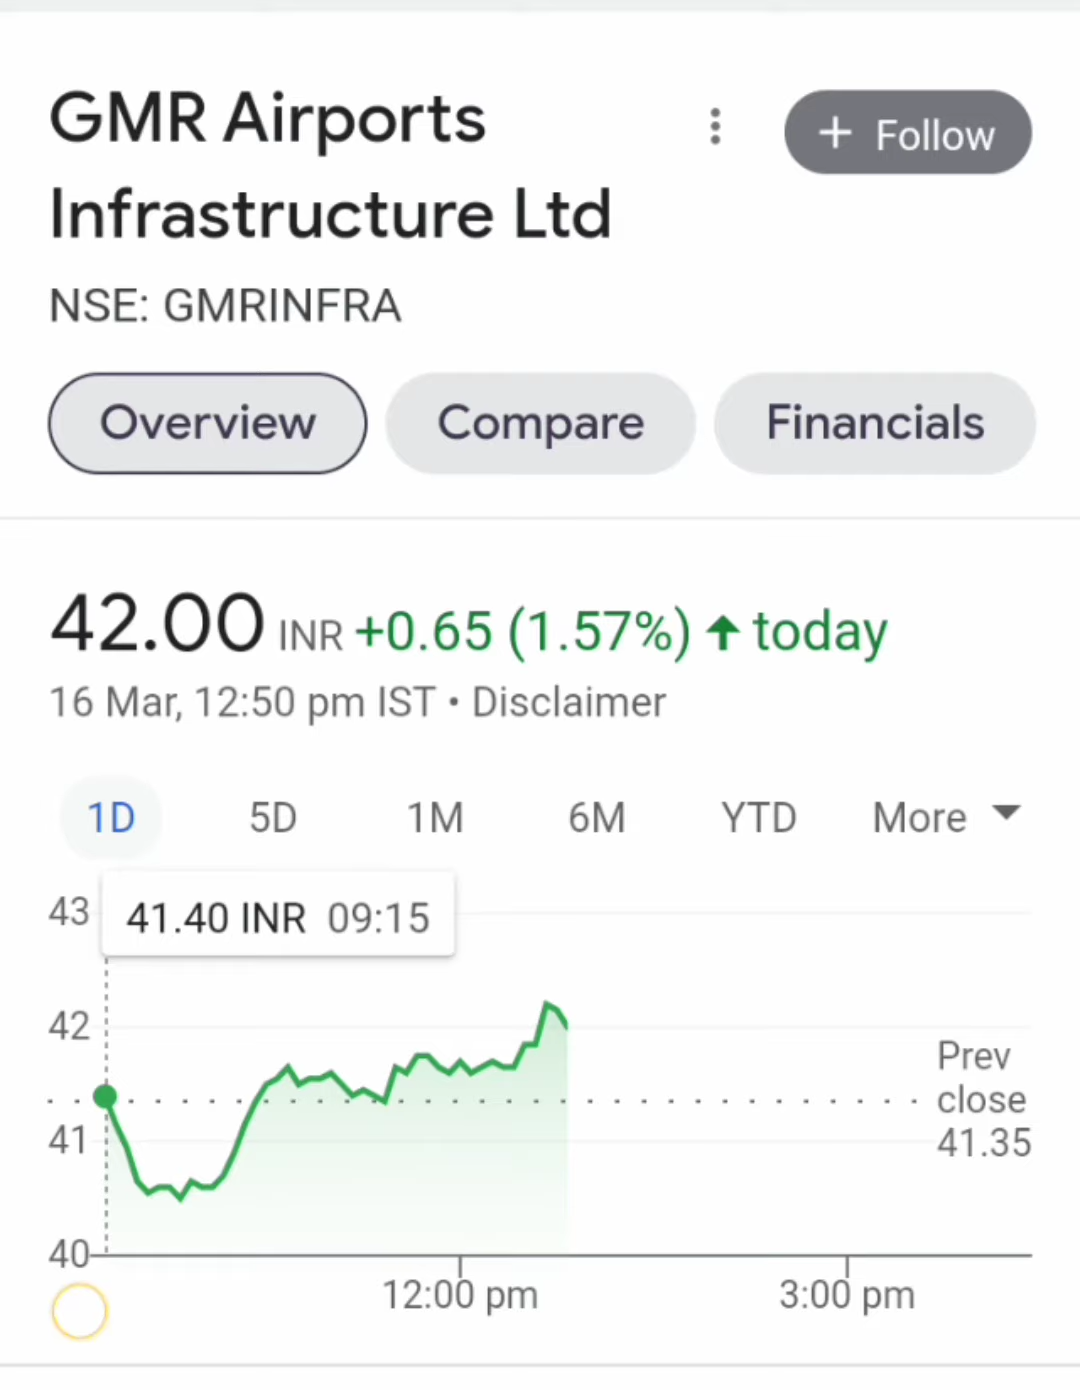 GMR Airports
Infrastructure Ltd
+ Follow
NSE: GMRINFRA
Overview Compare Financials
42.00 INR +0.65 (1.57%) ↑ today
16 Mar, 12:50 pm IST • Disclaimer
1D 5D 1M 6M YTD More
41.40 INR 09:15
43
42
41
40
Prev
close
41.35
12:00 pm 3:00 pm